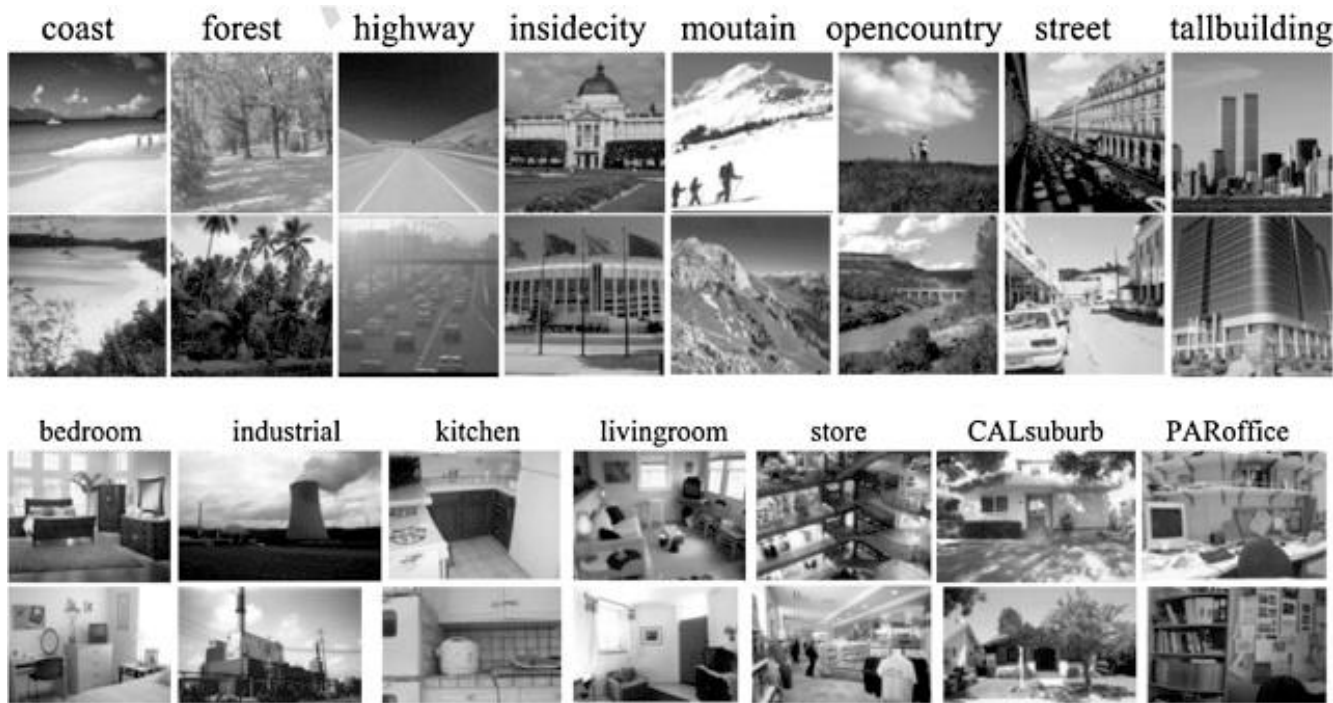 coast forest highway insidecity moutain opencountry street tallbuilding
bedroom industrial kitchen livingroom store CALsuburb PARoffice